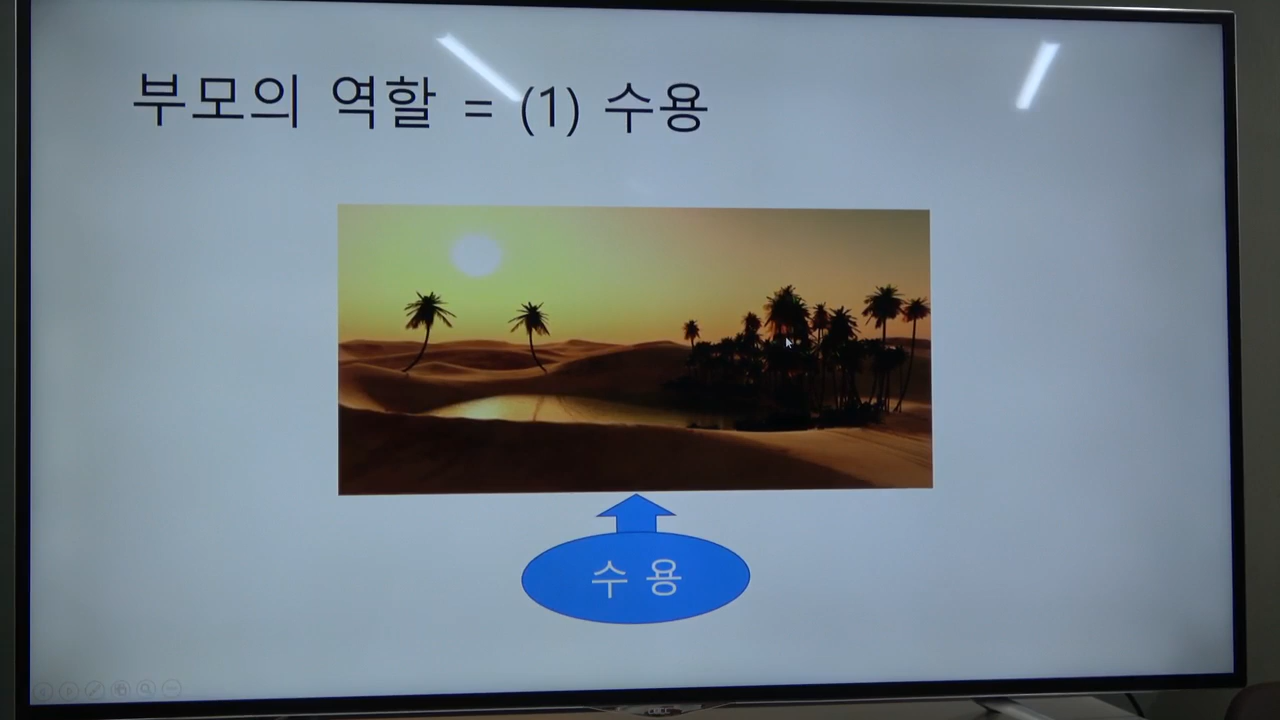 부모의 역할 = (1) 수용
수 용